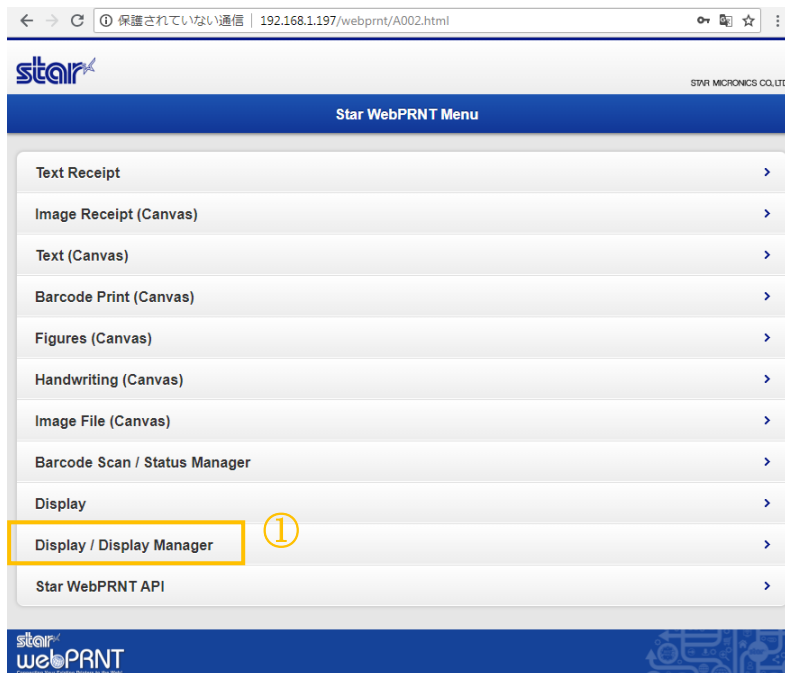 保護されていない通信 | 192.168.1.197/webprnt/A002.html
star
STAR MICRONICS CO.,LTD
Star WebPRNT Menu
Text Receipt
Image Receipt (Canvas)
Text (Canvas)
Barcode Print (Canvas)
Figures (Canvas)
Handwriting (Canvas)
Image File (Canvas)
Barcode Scan / Status Manager
Display
Display / Display Manager ①
Star WebPRNT API
star
webPRNT